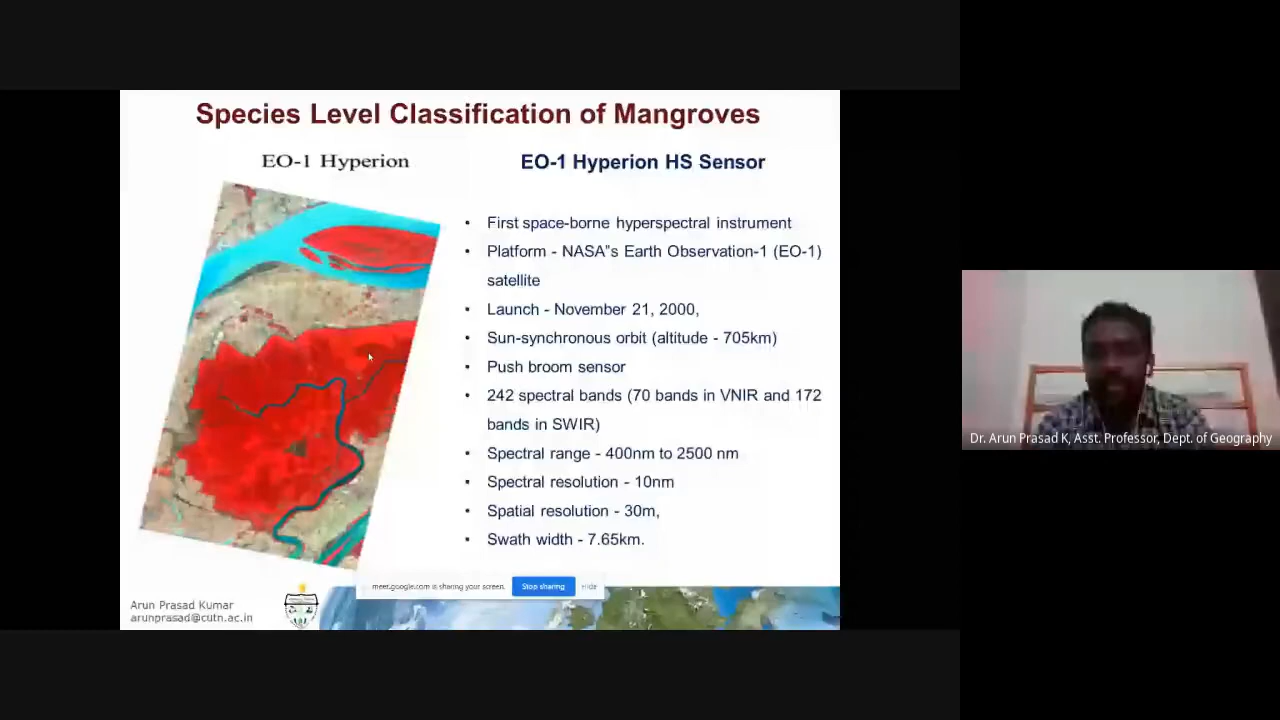 Species Level Classification of Mangroves
EO-1 Hyperion
EO-1 Hyperion HS Sensor
• First space-borne hyperspectral instrument
• Platform - NASA"s Earth Observation-1 (EO-1)
satellite
• Launch - November 21, 2000,
• Sun-synchronous orbit (altitude - 705km)
• Push broom sensor
• 242 spectral bands (70 bands in VNIR and 172
bands in SWIR)
• Spectral range - 400nm to 2500 nm
• Spectral resolution - 10nm
• Spatial resolution - 30m,
• Swath width - 7.65km.
meet.google.com is sharing your screen. Stop sharing Hide
Arun Prasad Kumar
arunprasad@cutn.ac.in
Dr. Arun Prasad K, Asst. Professor, Dept. of Geography